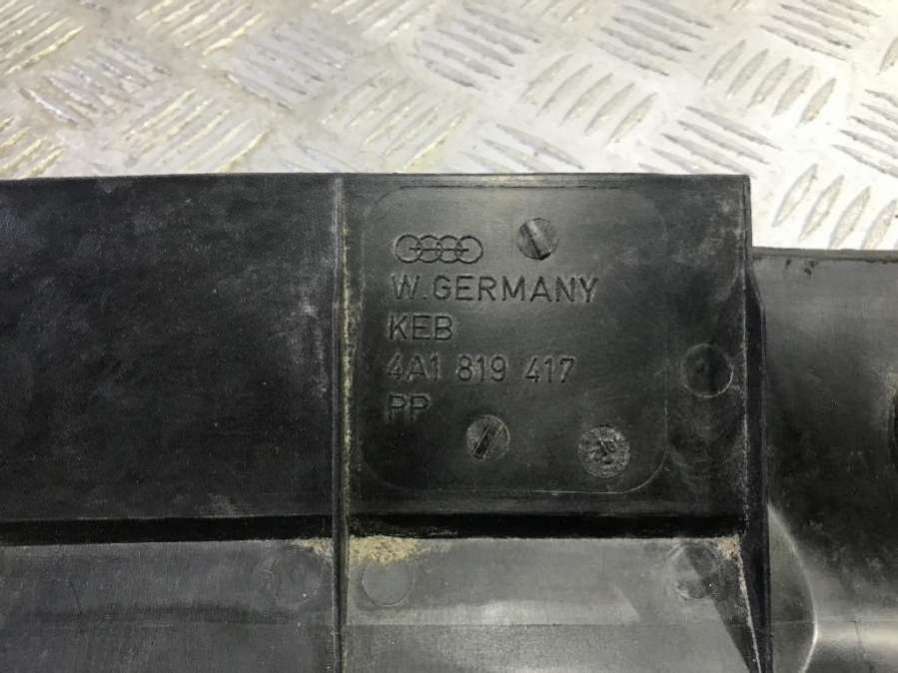 W.GERMANY
KEB
4A1 819 417
PP